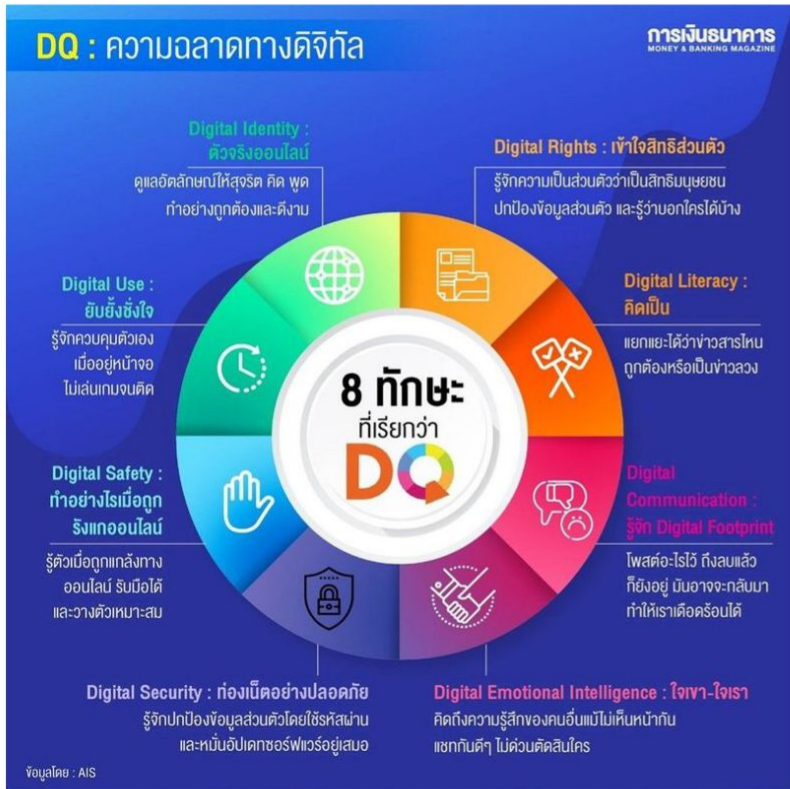 DQ : ความฉลาดทางดิจิทัล
การเงินธนาคาร
MONEY & BANKING MAGAZINE
Digital Identity :
ตัวจริงออนไลน์
ดูแลอัตลักษณ์ให้สุจริต คิด พูด
ทำอย่างถูกต้องและดีงาม
Digital Rights : เข้าใจสิทธิส่วนตัว
รู้จักความเป็นส่วนตัวว่าเป็นสิทธิมนุษยชน
ปกป้องข้อมูลส่วนตัว และรู้ว่าบอกใครได้บ้าง
Digital Use :
ยับยั้งชั่งใจ
รู้จักควบคุมตัวเอง
เมื่ออยู่หน้าจอ
ไม่เล่นเกมจนติด
Digital Literacy :
คิดเป็น
แยกแยะได้ว่าข่าวสารไหน
ถูกต้องหรือเป็นข่าวลวง
8 ทักษะ
ที่เรียกว่า
DQ
Digital Safety :
ทำอย่างไรเมื่อถูก
รังแกออนไลน์
รู้ตัวเมื่อถูกแกล้งทาง
ออนไลน์ รับมือได้
และวางตัวเหมาะสม
Digital
Communication :
รู้จัก Digital Footprint
โพสต์อะไรไว้ ถึงลบแล้ว
ก็ยังอยู่ มันอาจจะกลับมา
ทำให้เราเดือดร้อนได้
Digital Security : ท่องเน็ตอย่างปลอดภัย
รู้จักปกป้องข้อมูลส่วนตัวโดยใช้รหัสผ่าน
และหมั่นอัปเดทซอร์ฟแวร์อยู่เสมอ
Digital Emotional Intelligence : ใจเขา-ใจเรา
คิดถึงความรู้สึกของคนอื่นแม้ไม่เห็นหน้ากัน
แชทกันดีๆ ไม่ด่วนตัดสินใคร
ข้อมูลโดย : AIS